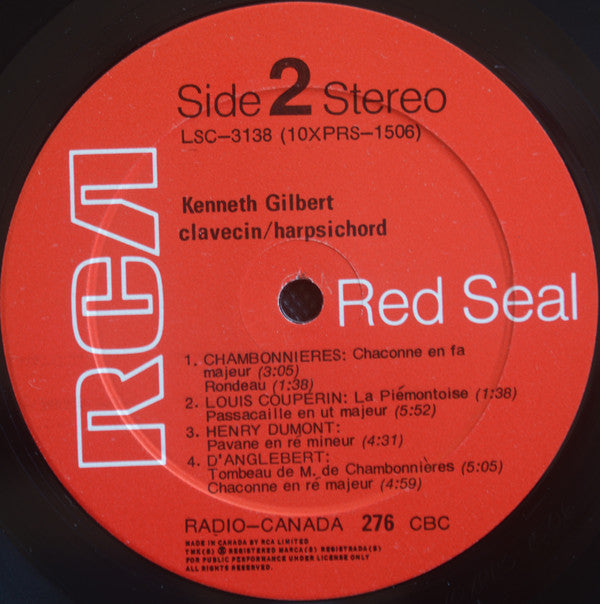 Side 2 Stereo
LSC-3138 (10XPRS-1506)
Kenneth Gilbert
clavecin/harpsichord
RCA
Red Seal
1. CHAMBONNIERES: Chaconne en fa
majeur (3:05)
Rondeau (1:38)
2. LOUIS COUPERIN: La Piémontoise (1:38)
Passacaille en ut majeur (5:52)
3. HENRY DUMONT:
Pavane en ré mineur (4:31)
4. D'ANGLEBERT:
Tombeau de M. de Chambonnières (5:05)
Chaconne en ré majeur (4:59)
RADIO-CANADA 276 CBC
MADE IN CANADA BY RCA LIMITED
TMK(S) ® REGISTERED MARCA(S) REGISTRADA(S)
FOR PUBLIC PERFORMANCE UNDER LICENSE ONLY
ALL RIGHTS RESERVED